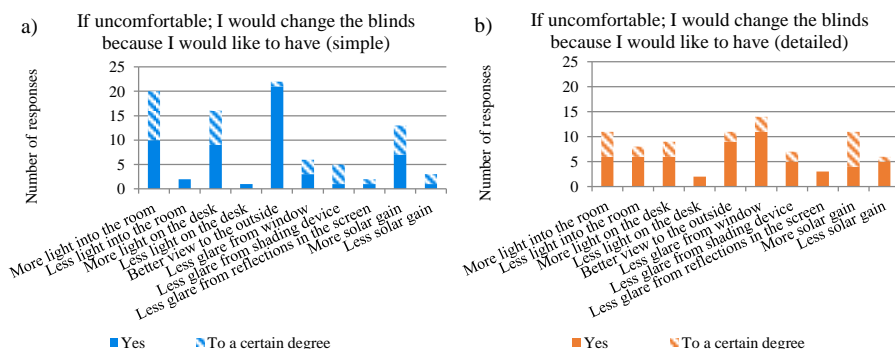 a)
If uncomfortable; I would change the blinds
because I would like to have (simple)
Number of responses
25
20
15
10
5
0
More light into the room
Less light into the room
More light on the desk
Less light on the desk
Better view to the outside
Less glare from window
Less glare from shading device
Less glare from reflections in the screen
More solar gain
Less solar gain
Yes
To a certain degree
b)
If uncomfortable; I would change the blinds
because I would like to have (detailed)
Number of responses
25
20
15
10
5
0
More light into the room
Less light into the room
More light on the desk
Less light on the desk
Better view to the outside
Less glare from window
Less glare from shading device
Less glare from reflections in the screen
More solar gain
Less solar gain
Yes
To a certain degree